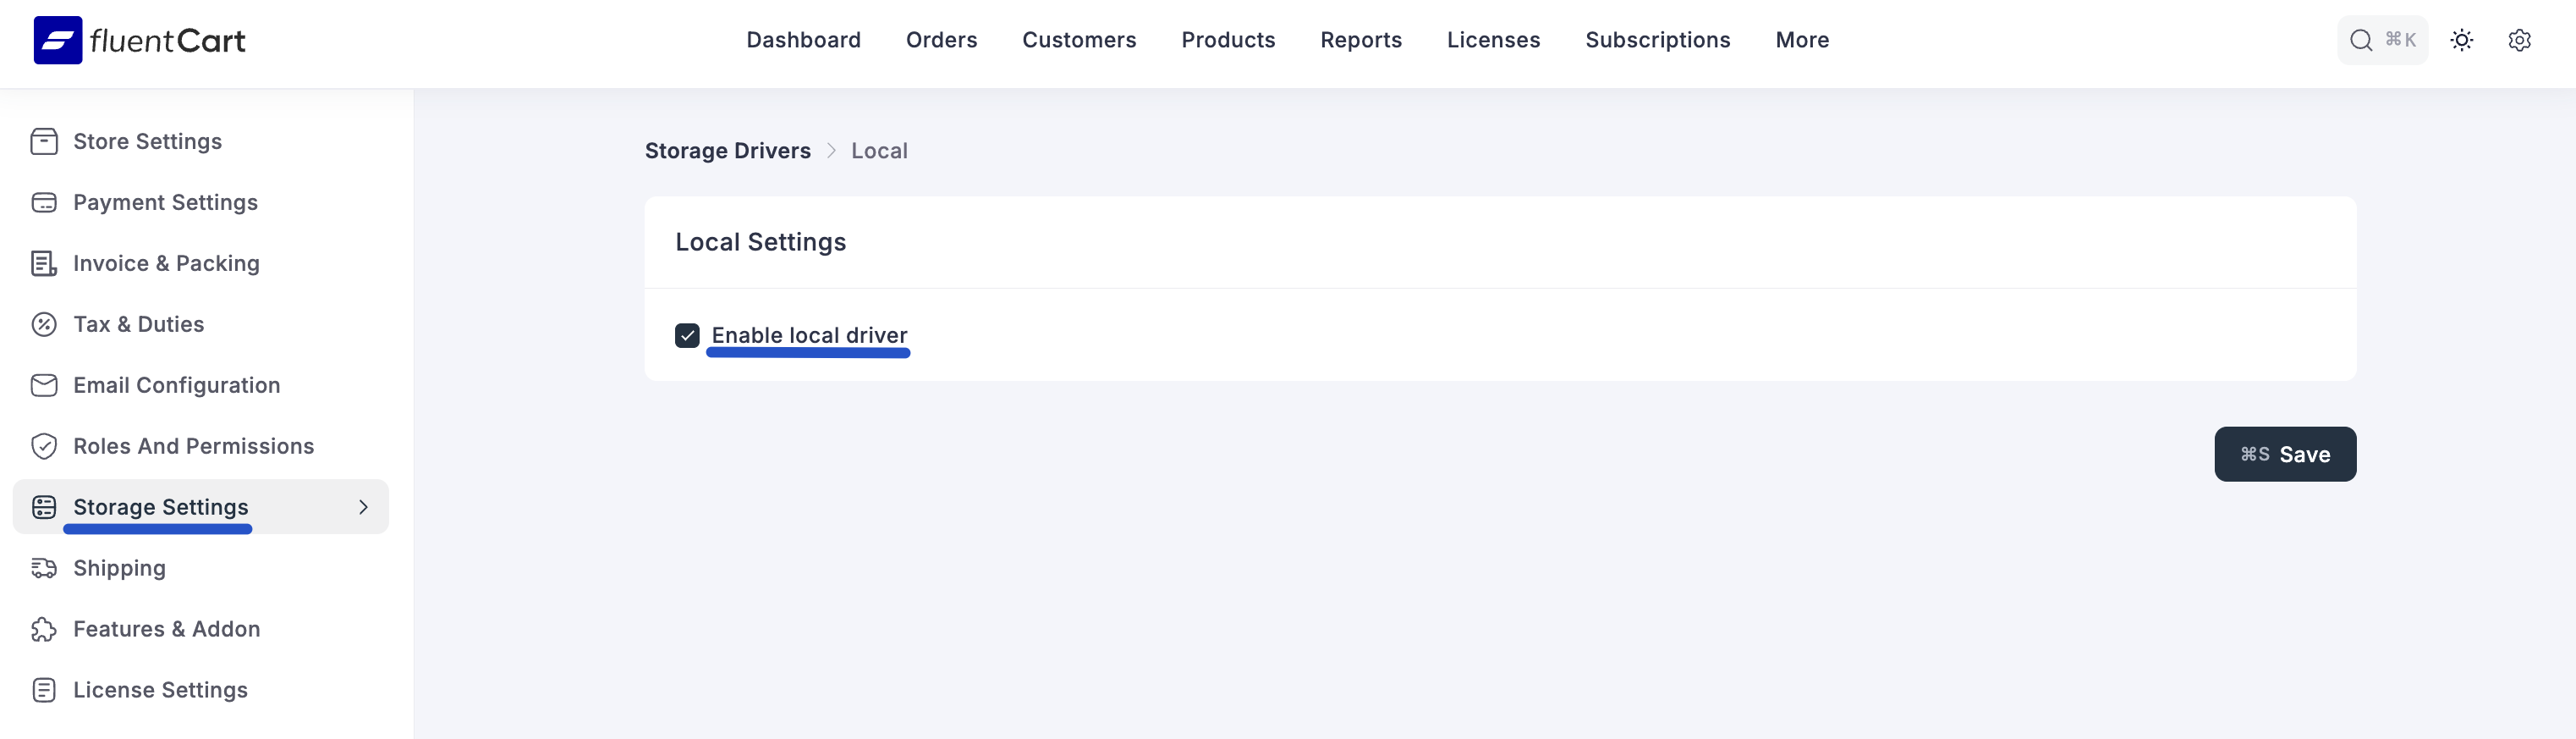 fluentCart
Dashboard Orders Customers Products Reports Licenses Subscriptions More
⌘K
Store Settings
Payment Settings
Invoice & Packing
Tax & Duties
Email Configuration
Roles And Permissions
Storage Settings
Shipping
Features & Addon
License Settings
Storage Drivers > Local
Local Settings
Enable local driver
⌘S Save